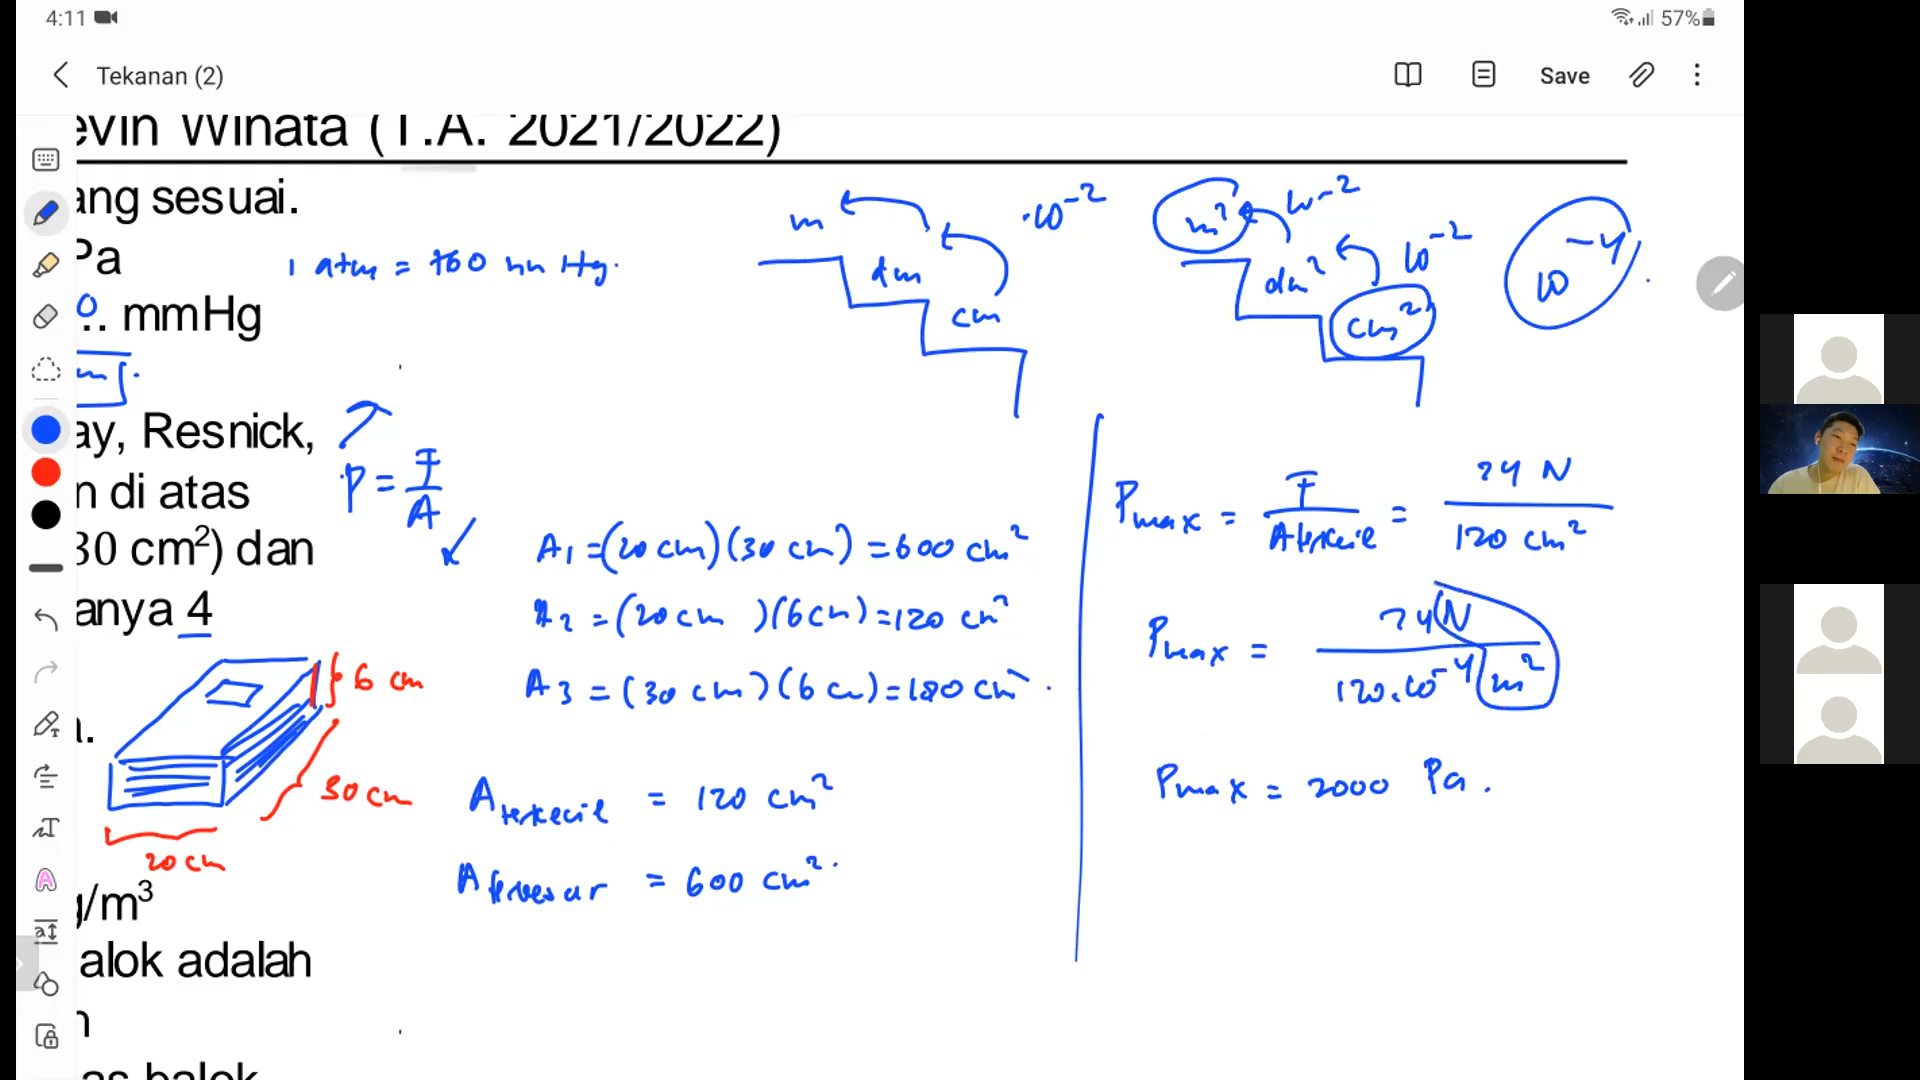 4:11
57%
Tekanan (2)
Save
evin Winata (T.A. 2021/2022)
ang sesuai.
Pa
0.. mmHg
m
ay, Resnick,
n di atas
30 cm²) dan
anya 4
a.
g/m³
alok adalah
n
as balok
1 atm = 760 mm Hg.
m
dm
cm
.10⁻²
m²
dm²
cm²
10⁻²
10⁻²
10⁻⁴
P = F/A
A1 = (20 cm)(30 cm) = 600 cm²
A2 = (20 cm)(6 cm) = 120 cm²
A3 = (30 cm)(6 cm) = 180 cm².
6 cm
30 cm
20 cm
A terkecil = 120 cm²
A terbesar = 600 cm².
Pmax = F/A terkecil = 24 N/120 cm²
Pmax = 24 N/120.10⁻⁴ m²
Pmax = 2000 Pa.